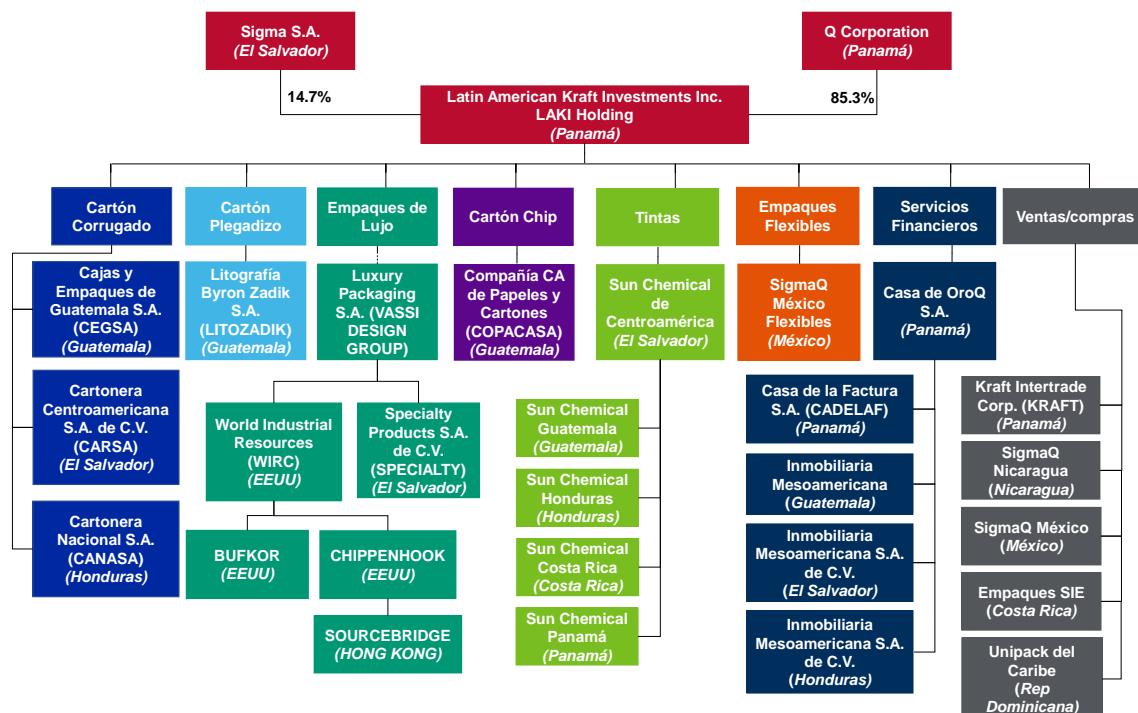 Sigma S.A.
(El Salvador)
Q Corporation
(Panamá)
14.7%
85.3%
Latin American Kraft Investments Inc.
LAKI Holding
(Panamá)
Cartón
Corrugado
Cartón
Plegadizo
Empaques de
Lujo
Cartón Chip
Tintas
Empaques
Flexibles
Servicios
Financieros
Ventas/compras
Cajas y
Empaques de
Guatemala S.A.
(CEGSA)
(Guatemala)
Litografía
Byron Zadik
S.A.
(LITOZADIK)
(Guatemala)
Luxury
Packaging
S.A. (VASSI
DESIGN
GROUP)
Compañía CA
de Papeles y
Cartones
(COPACASA)
(Guatemala)
Sun Chemical
de
Centroamérica
(El Salvador)
SigmaQ
México
Flexibles
(México)
Casa de OroQ
S.A.
(Panamá)
Cartonera
Centroamericana
S.A. de C.V.
(CARSA)
(El Salvador)
Cartonera
Nacional S.A.
(CANASA)
(Honduras)
World Industrial
Resources
(WIRC)
(EEUU)
Specialty
Products S.A.
de C.V.
(SPECIALTY)
(El Salvador)
BUFKOR
(EEUU)
CHIPPENHOOK
(EEUU)
SOURCEBRIDGE
(HONG KONG)
Sun Chemical
Guatemala
(Guatemala)
Sun Chemical
Honduras
(Honduras)
Sun Chemical
Costa Rica
(Costa Rica)
Sun Chemical
Panamá
(Panamá)
Casa de la Factura
S.A. (CADELAF)
(Panamá)
Inmobiliaria
Mesoamericana
(Guatemala)
Inmobiliaria
Mesoamericana S.A.
de C.V.
(El Salvador)
Inmobiliaria
Mesoamericana S.A.
de C.V.
(Honduras)
Kraft Intertrade
Corp. (KRAFT)
(Panamá)
SigmaQ
Nicaragua
(Nicaragua)
SigmaQ México
(México)
Empaques SIE
(Costa Rica)
Unipack del
Caribe
(Rep
Dominicana)